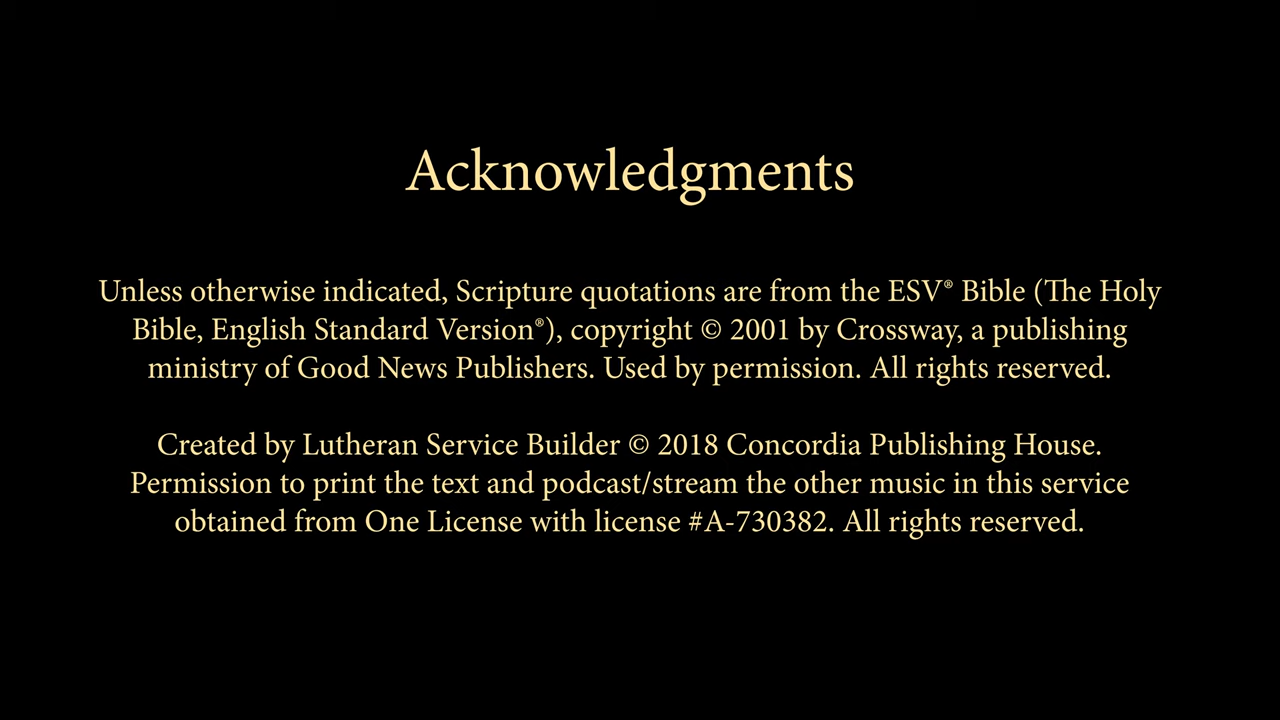 Acknowledgments
Unless otherwise indicated, Scripture quotations are from the ESV® Bible (The Holy
Bible, English Standard Version®), copyright © 2001 by Crossway, a publishing
ministry of Good News Publishers. Used by permission. All rights reserved.
Created by Lutheran Service Builder © 2018 Concordia Publishing House.
Permission to print the text and podcast/stream the other music in this service
obtained from One License with license #A-730382. All rights reserved.